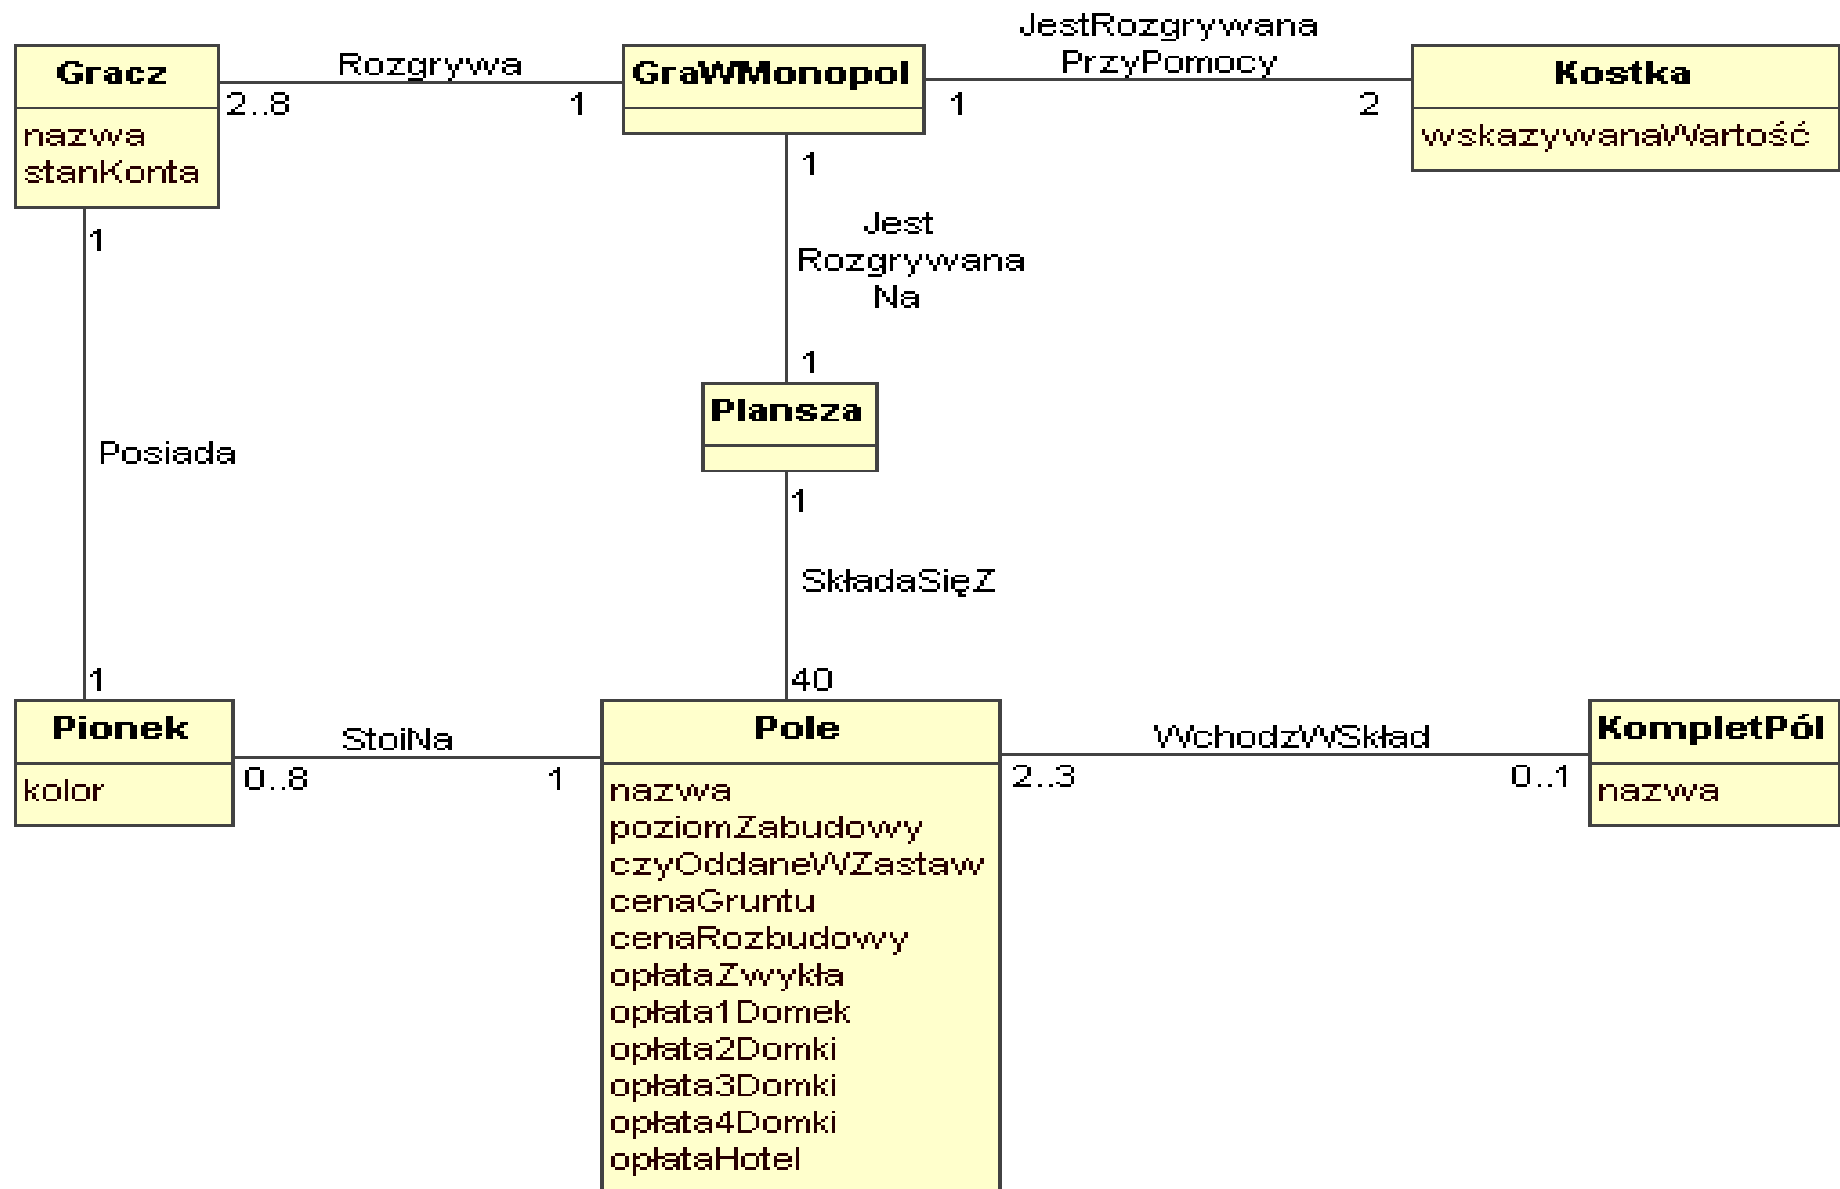 Gracz
nazwa
stanKonta
Rozgrywa
2..8
1
GraWMonopol
JestRozgrywana
PrzyPomocy
1
2
Kostka
wskazywanaWartość
1
Jest
Rozgrywana
Na
1
Plansza
1
SkładaSięZ
40
1
Posiada
1
Pionek
kolor
StoiNa
0..8
1
Pole
nazwa
poziomZabudowy
czyOddaneWZastaw
cenaGruntu
cenaRozbudowy
opłataZwykła
opłata1Domek
opłata2Domki
opłata3Domki
opłata4Domki
opłataHotel
WchodzWSkład
2..3
0..1
KompletPól
nazwa